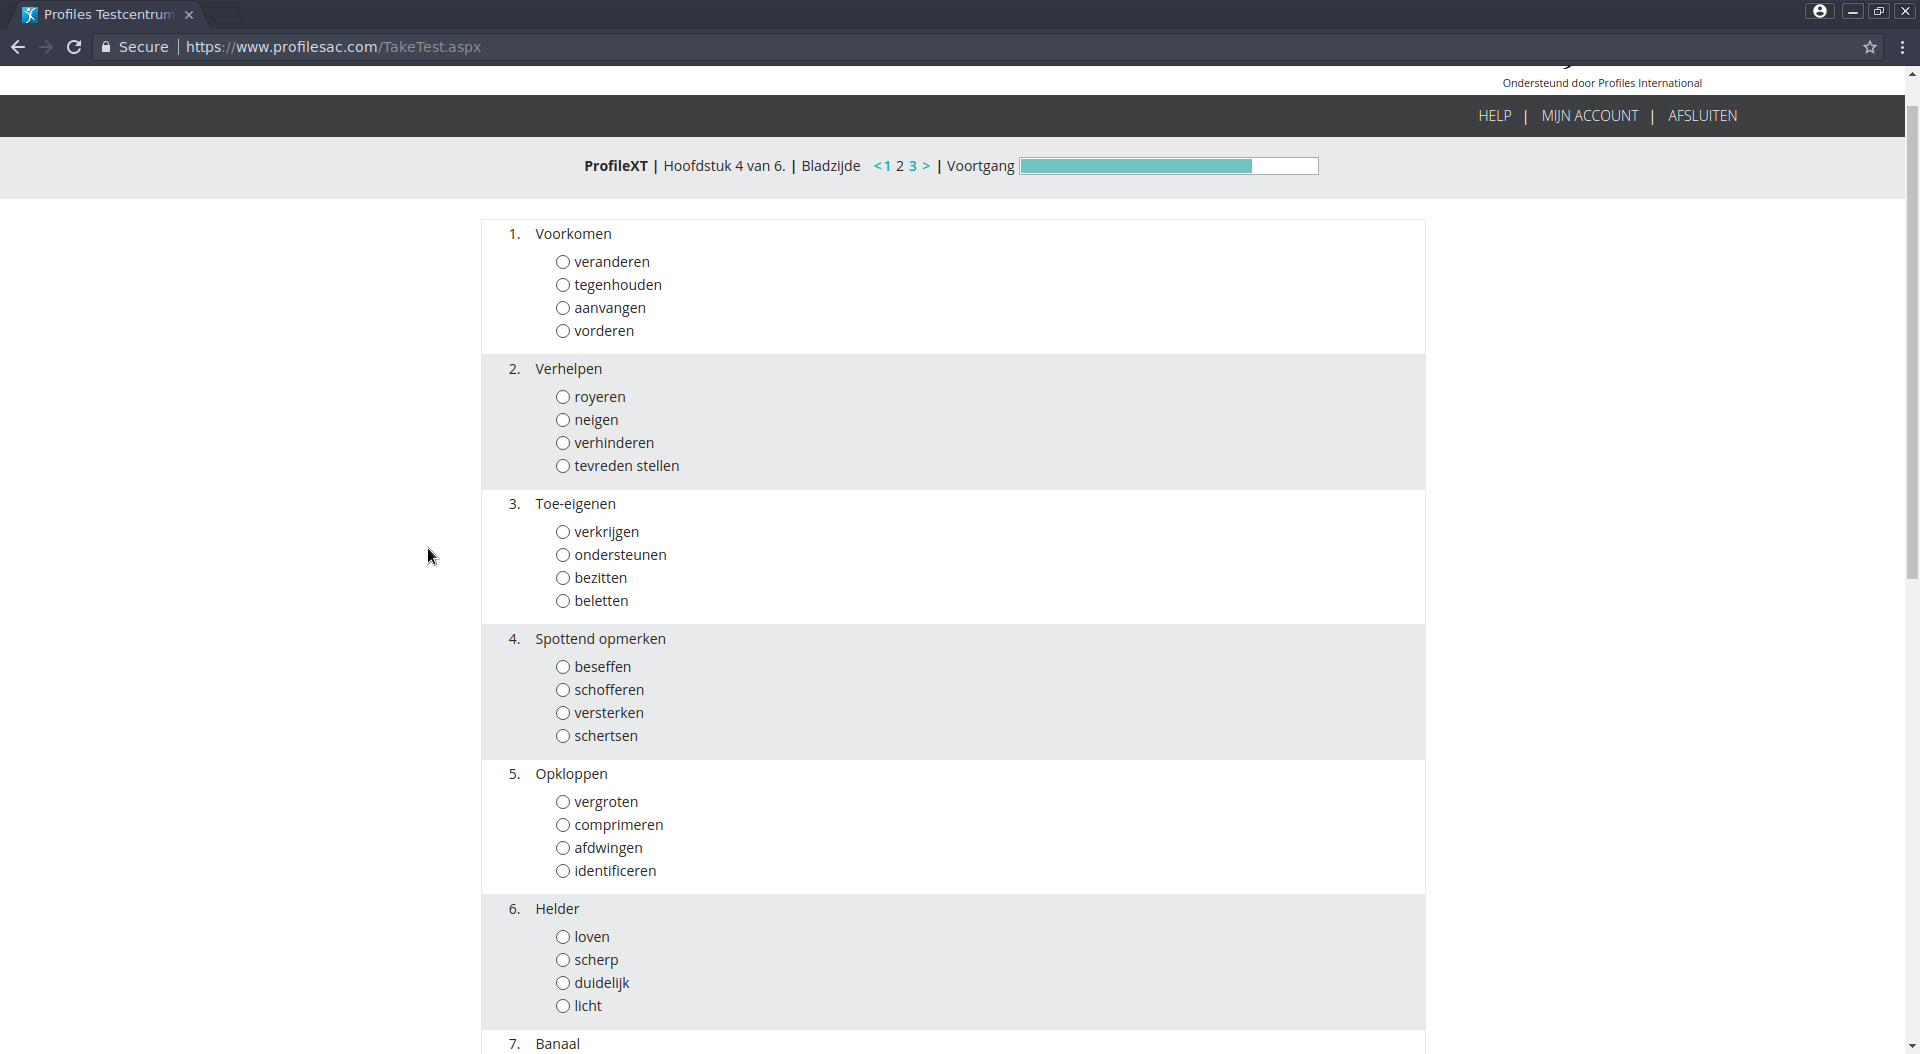 Profiles Testcentrum
Secure https://www.profilesac.com/TakeTest.aspx
Ondersteund door Profiles International
HELP | MIJN ACCOUNT | AFSLUITEN
ProfileXT | Hoofdstuk 4 van 6. | Bladzijde < 1 2 3 > | Voortgang
1. Voorkomen
veranderen
tegenhouden
aanvangen
vorderen
2. Verhelpen
royeren
neigen
verhinderen
tevreden stellen
3. Toe-eigenen
verkrijgen
ondersteunen
bezitten
beletten
4. Spottend opmerken
beseffen
schofferen
versterken
schertsen
5. Opkloppen
vergroten
comprimeren
afdwingen
identificeren
6. Helder
loven
scherp
duidelijk
licht
7. Banaal